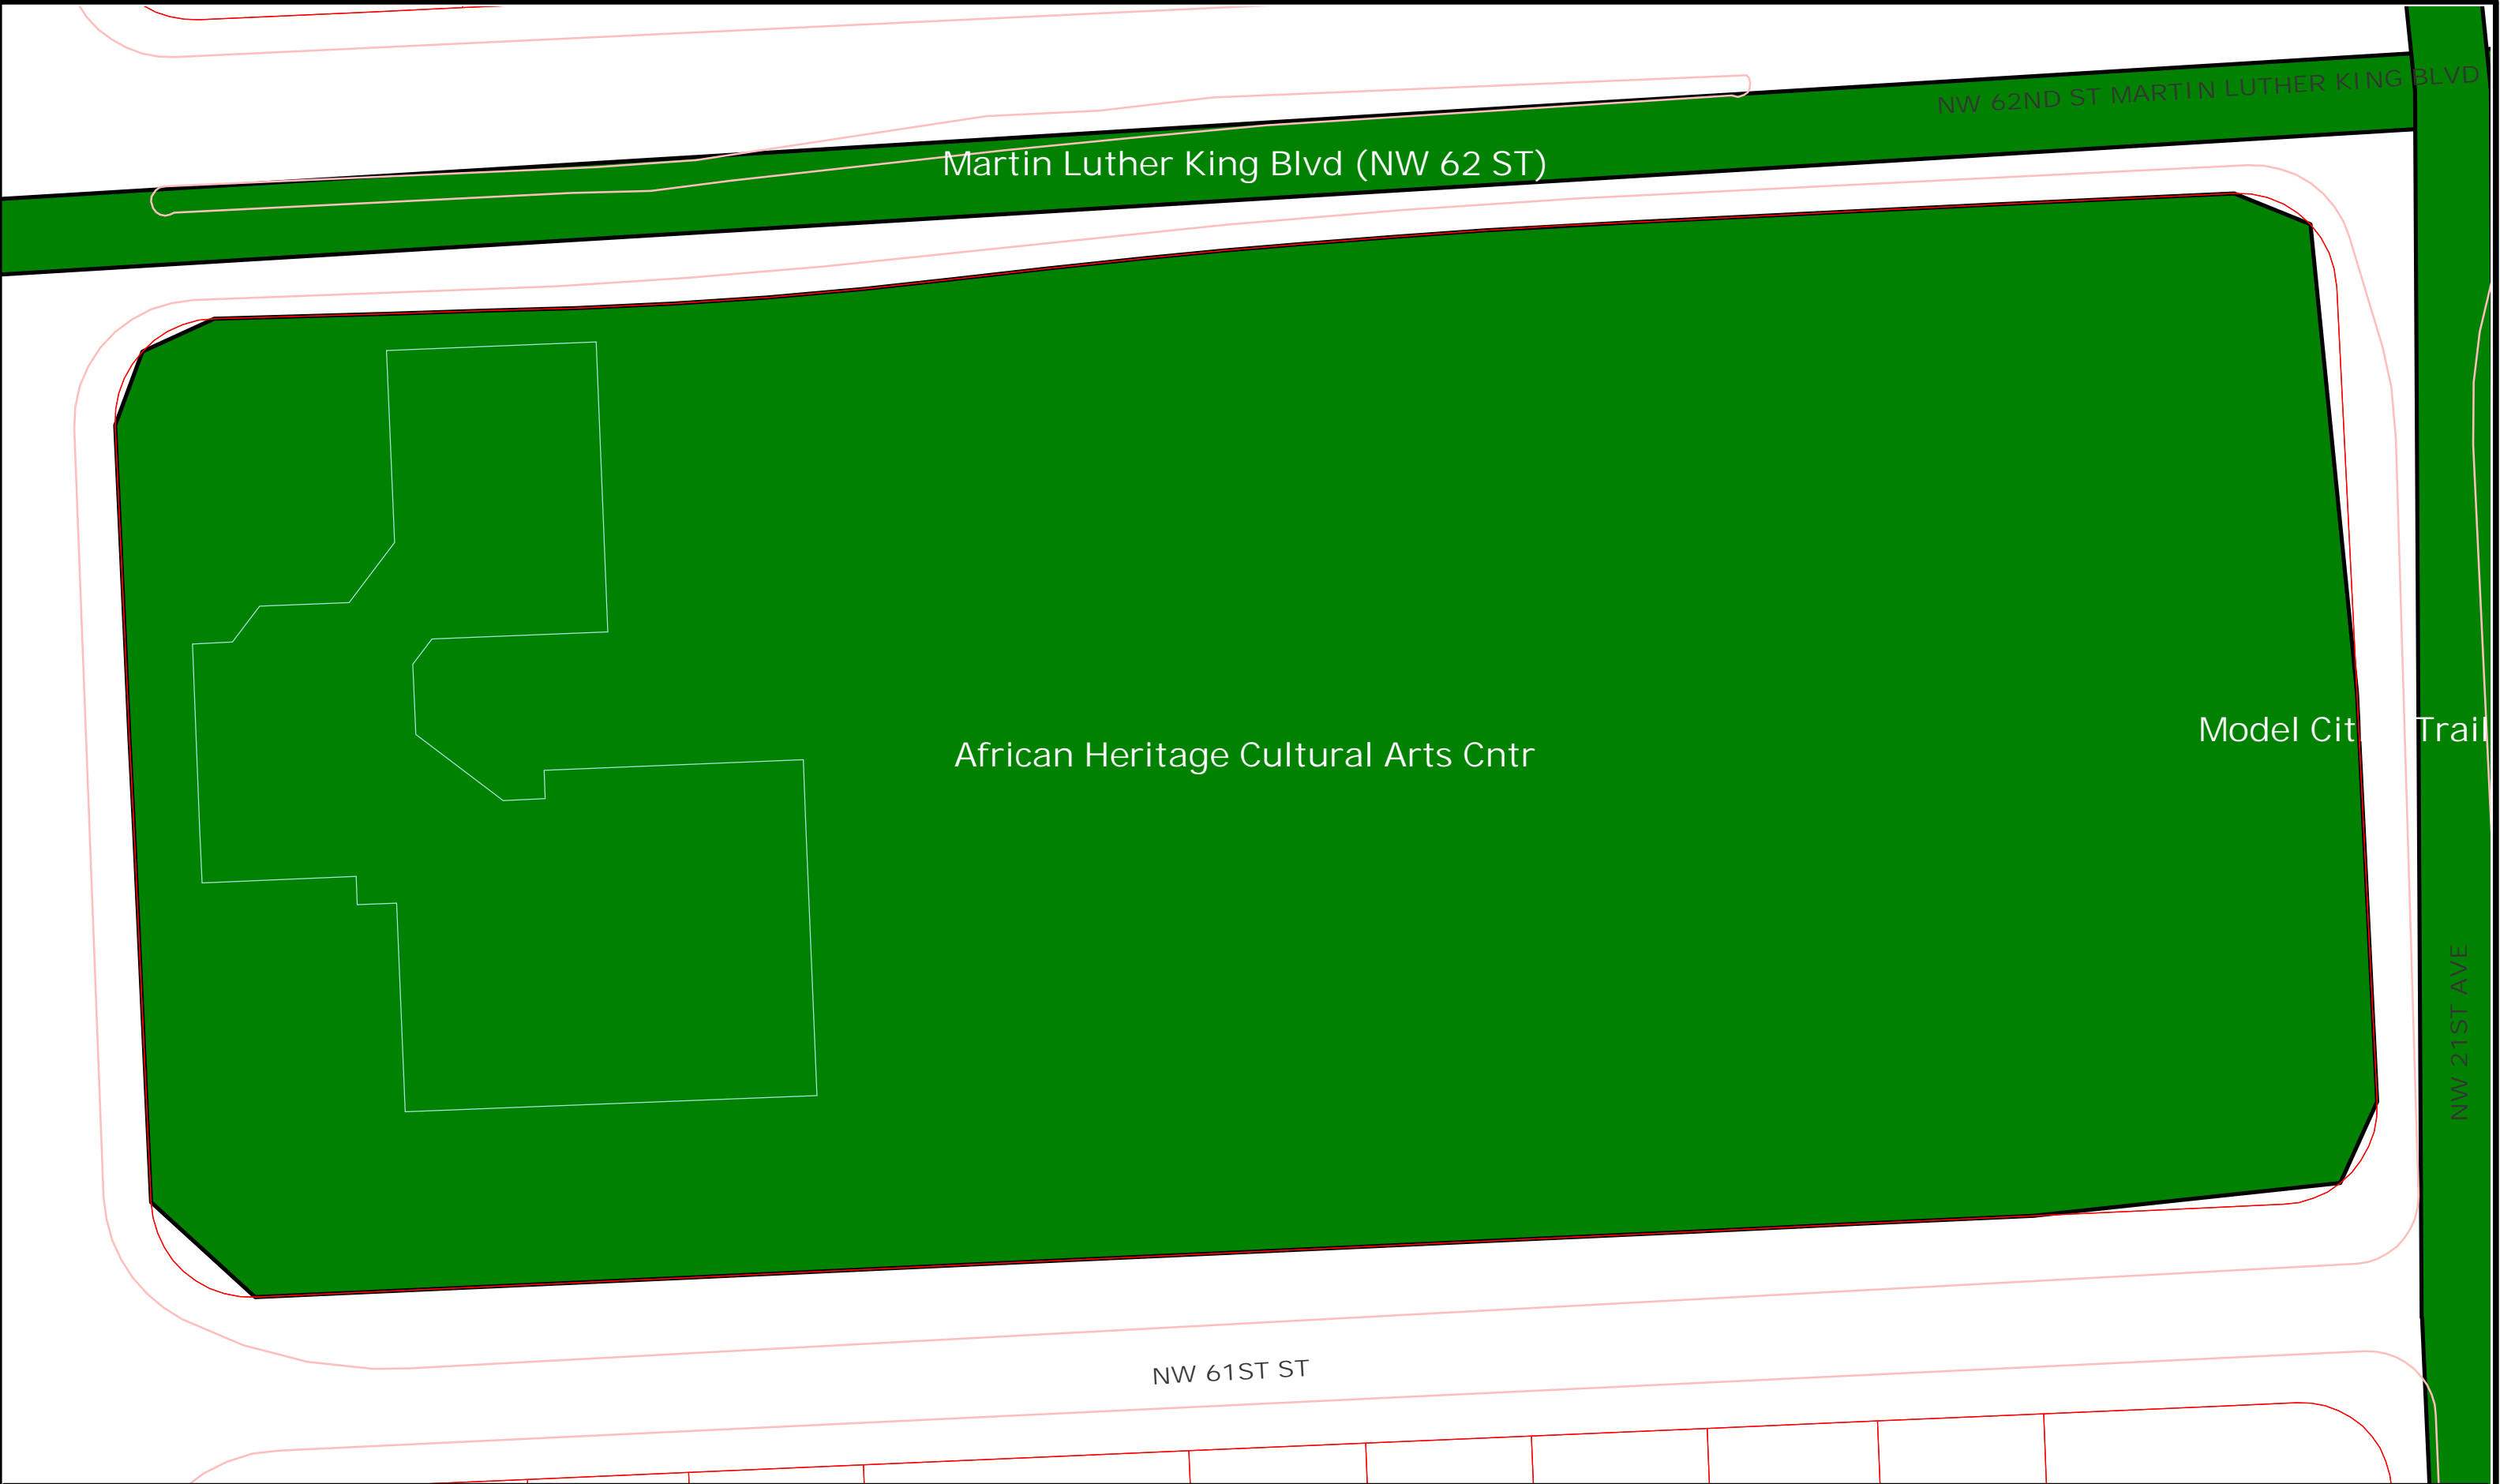 NW 62ND ST MARTIN LUTHER KING BLVD
Martin Luther King Blvd (NW 62 ST)
Model Cit Trail
African Heritage Cultural Arts Cntr
NW 21ST AVE
NW 61ST ST